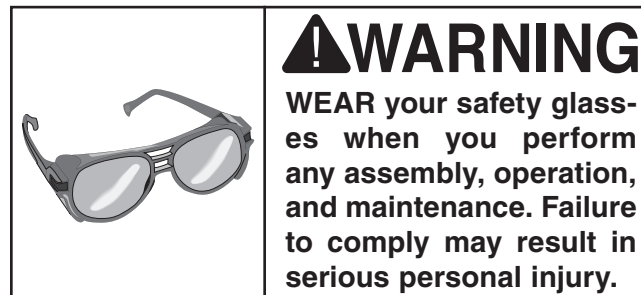 WARNING
WEAR your safety glass-
es when you perform
any assembly, operation,
and maintenance. Failure
to comply may result in
serious personal injury.